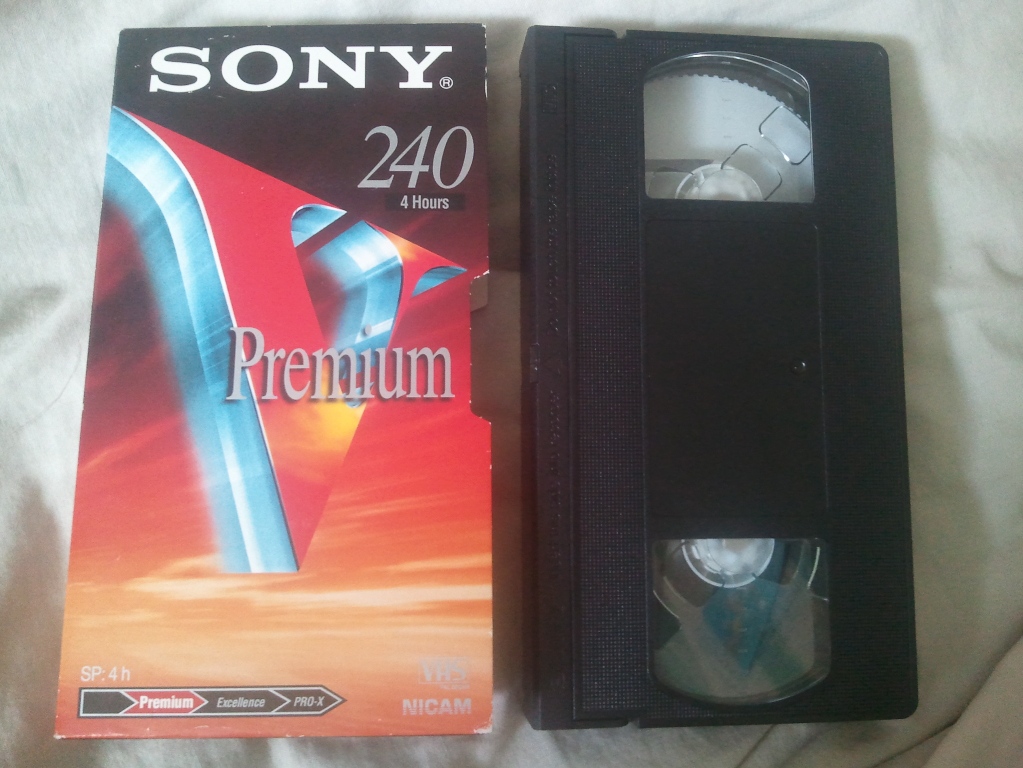 SONY®
240
4 Hours
Premium
SP: 4 h
VHS
Premium Excellence PRO-X
NICAM